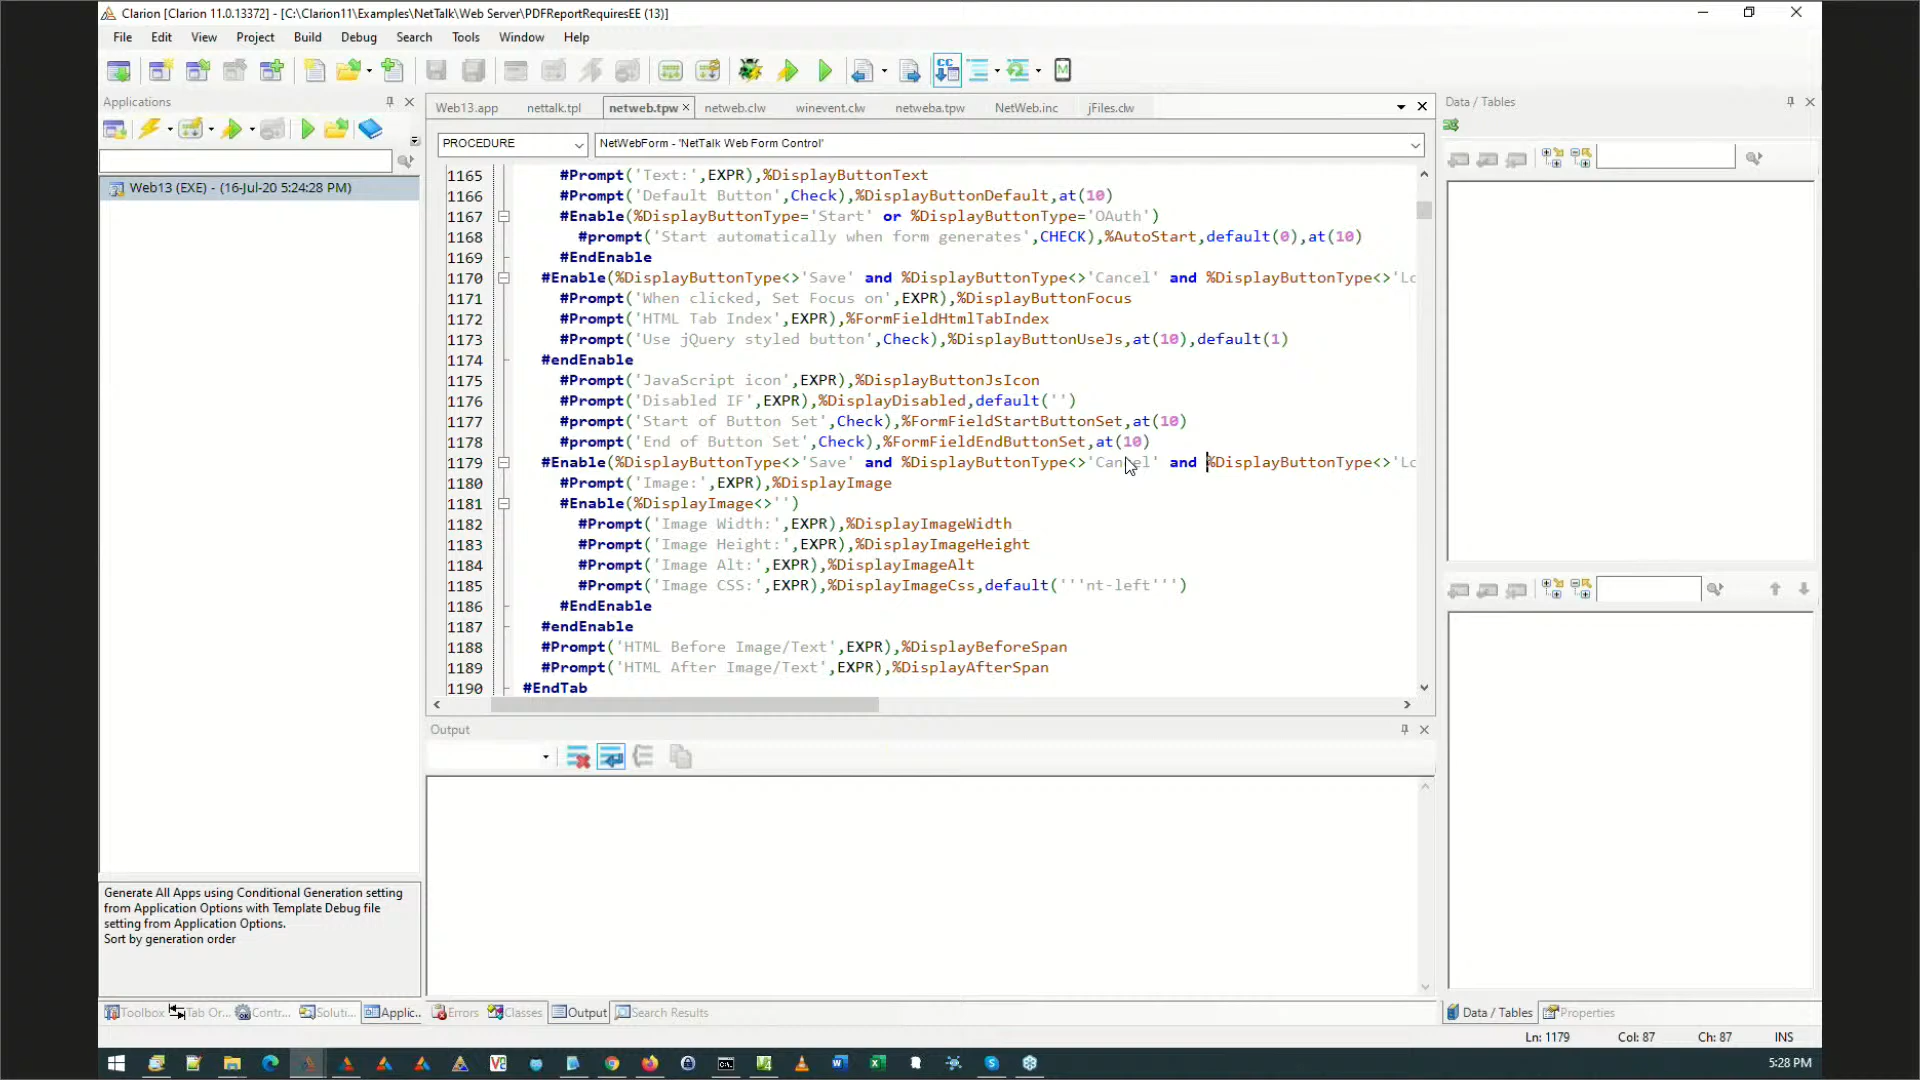 Clarion [Clarion 11.0.13372] - [C:\Clarion11\Examples\NetTalk\Web Server\PDFReportRequiresEE (13)]
File Edit View Project Build Debug Search Tools Window Help
Applications
Web13 (EXE) - (16-Jul-20 5:24:28 PM)
Generate All Apps using Conditional Generation setting
from Application Options with Template Debug file
setting from Application Options.
Sort by generation order
Toolbox Tab Or... Contr... Soluti... Applic...
Web13.app nettalk.tpl netweb.tpw netweb.clw winevent.clw netweba.tpw NetWeb.inc jFiles.clw
PROCEDURE NetWebForm - 'NetTalk Web Form Control'
1165 #Prompt('Text:',EXPR),%DisplayButtonText
1166 #Prompt('Default Button',Check),%DisplayButtonDefault,at(10)
1167 #Enable(%DisplayButtonType='Start' or %DisplayButtonType='OAuth')
1168 #prompt('Start automatically when form generates',CHECK),%AutoStart,default(0),at(10)
1169 #EndEnable
1170 #Enable(%DisplayButtonType<>'Save' and %DisplayButtonType<>'Cancel' and %DisplayButtonType<>'Lo
1171 #Prompt('When clicked, Set Focus on',EXPR),%DisplayButtonFocus
1172 #Prompt('HTML Tab Index',EXPR),%FormFieldHtmlTabIndex
1173 #Prompt('Use jQuery styled button',Check),%DisplayButtonUseJs,at(10),default(1)
1174 #endEnable
1175 #Prompt('JavaScript icon',EXPR),%DisplayButtonJsIcon
1176 #Prompt('Disabled IF',EXPR),%DisplayDisabled,default('')
1177 #prompt('Start of Button Set',Check),%FormFieldStartButtonSet,at(10)
1178 #prompt('End of Button Set',Check),%FormFieldEndButtonSet,at(10)
1179 #Enable(%DisplayButtonType<>'Save' and %DisplayButtonType<>'Cancel' and %DisplayButtonType<>'Lo
1180 #Prompt('Image:',EXPR),%DisplayImage
1181 #Enable(%DisplayImage<>'')
1182 #Prompt('Image Width:',EXPR),%DisplayImageWidth
1183 #Prompt('Image Height:',EXPR),%DisplayImageHeight
1184 #Prompt('Image Alt:',EXPR),%DisplayImageAlt
1185 #Prompt('Image CSS:',EXPR),%DisplayImageCss,default('''nt-left''')
1186 #EndEnable
1187 #endEnable
1188 #Prompt('HTML Before Image/Text',EXPR),%DisplayBeforeSpan
1189 #Prompt('HTML After Image/Text',EXPR),%DisplayAfterSpan
1190 #EndTab
Output
Errors Classes Output Search Results
Data / Tables
Data / Tables Properties
Ln: 1179 Col: 87 Ch: 87 INS
5:28 PM